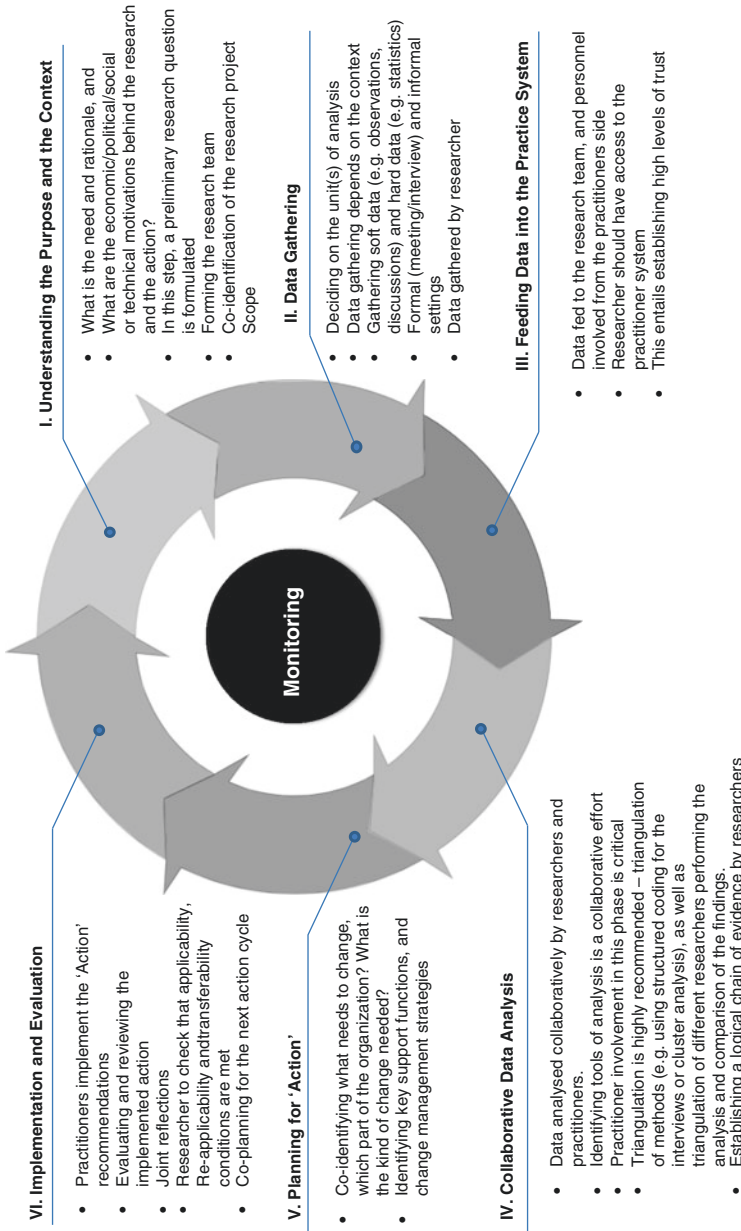 I. Understanding the Purpose and the Context
• What is the need and rationale, and
• What are the economic/political/social
or technical motivations behind the research
and the action?
• In this step, a preliminary research question
is formulated
• Forming the research team
• Co-identification of the research project
Scope
II. Data Gathering
• Deciding on the unit(s) of analysis
• Data gathering depends on the context
• Gathering soft data (e.g. observations,
discussions) and hard data (e.g. statistics)
• Formal (meeting/interview) and informal
settings
• Data gathered by researcher
III. Feeding Data into the Practice System
• Data fed to the research team, and personnel
involved from the practitioners side
• Researcher should have access to the
practitioner system
• This entails establishing high levels of trust
Monitoring
IV. Collaborative Data Analysis
• Data analysed collaboratively by researchers and
practitioners.
• Identifying tools of analysis is a collaborative effort
• Practitioner involvement in this phase is critical
• Triangulation is highly recommended – triangulation
of methods (e.g. using structured coding for the
interviews or cluster analysis), as well as
triangulation of different researchers performing the
analysis and comparison of the findings.
• Establishing a logical chain of evidence by researchers
V. Planning for ‘Action’
• Co-identifying what needs to change,
which part of the organization? What is
the kind of change needed?
• Identifying key support functions, and
change management strategies
VI. Implementation and Evaluation
• Practitioners implement the ‘Action’
recommendations
• Evaluating and reviewing the
implemented action
• Joint reflections
• Researcher to check that applicability,
Re-applicability andtransferability
conditions are met
• Co-planning for the next action cycle